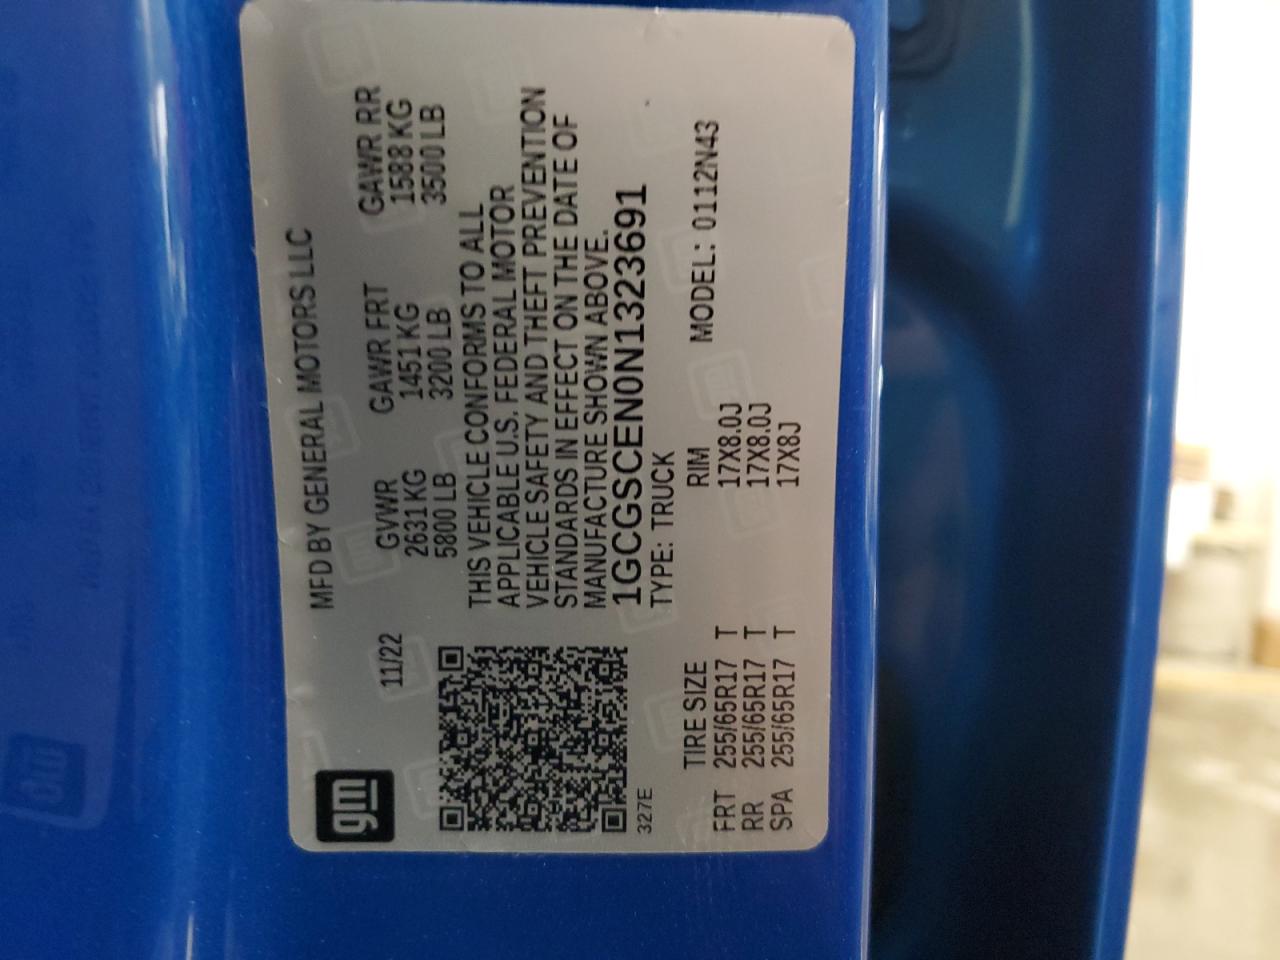 gm
11/22
MFD BY GENERAL MOTORS LLC
GVWR GAWR FRT GAWR RR
2631 KG 1451 KG 1588 KG
5800 LB 3200 LB 3500 LB
THIS VEHICLE CONFORMS TO ALL
APPLICABLE U.S. FEDERAL MOTOR
VEHICLE SAFETY AND THEFT PREVENTION
STANDARDS IN EFFECT ON THE DATE OF
MANUFACTURE SHOWN ABOVE.
1GCGSCEN0N1323691
327E
TYPE: TRUCK
TIRE SIZE RIM MODEL: 0112N43
FRT 255/65R17 T 17X8.0J
RR 255/65R17 T 17X8.0J
SPA 255/65R17 T 17X8J